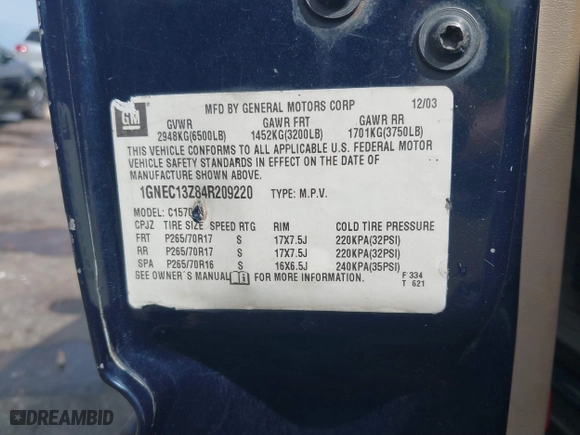 GM
MFD BY GENERAL MOTORS CORP 12/03
GVWR GAWR FRT GAWR RR
2948KG(6500LB) 1452KG(3200LB) 1701KG(3750LB)
THIS VEHICLE CONFORMS TO ALL APPLICABLE U.S. FEDERAL MOTOR
VEHICLE SAFETY STANDARDS IN EFFECT ON THE DATE OF
MANUFACTURE SHOWN ABOVE.
1GNEC13Z84R209220 TYPE: M.P.V.
MODEL: C1570
CPJZ TIRE SIZE SPEED RTG RIM COLD TIRE PRESSURE
FRT P265/70R17 S 17X7.5J 220KPA(32PSI)
RR P265/70R17 S 17X7.5J 220KPA(32PSI)
SPA P265/70R16 S 16X6.5J 240KPA(35PSI)
SEE OWNER'S MANUAL FOR MORE INFORMATION.
F 334
T 621
DREAMBID